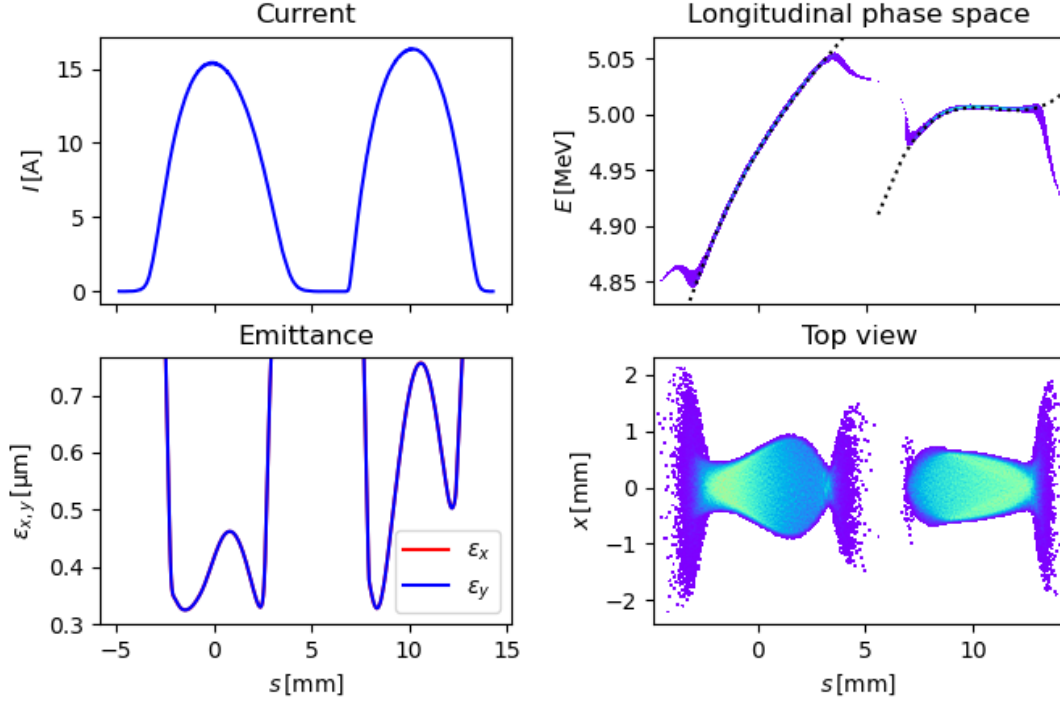 Current
15
10
5
0
I [A]
Longitudinal phase space
5.05
5.00
4.95
4.90
4.85
E [MeV]
Emittance
0.7
0.6
0.5
0.4
0.3
εx,y [µm]
εx
εy
−5
0
5
10
15
s [mm]
Top view
2
1
0
−1
−2
x [mm]
0
5
10
s [mm]